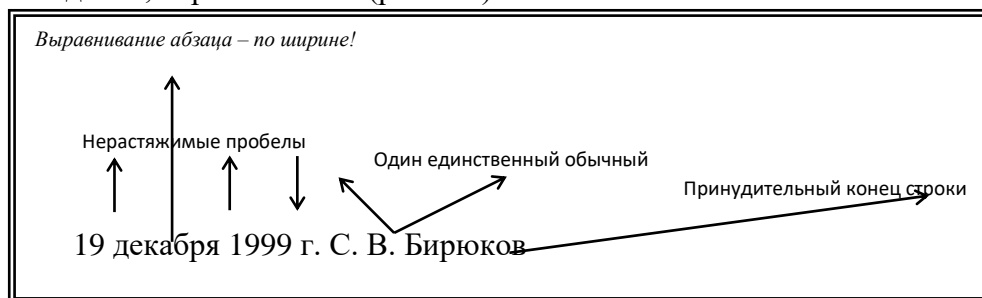 Выравнивание абзаца – по ширине!
Нерастяжимые пробелы
Один единственный обычный
Принудительный конец строки
19 декабря 1999 г. С. В. Бирюков